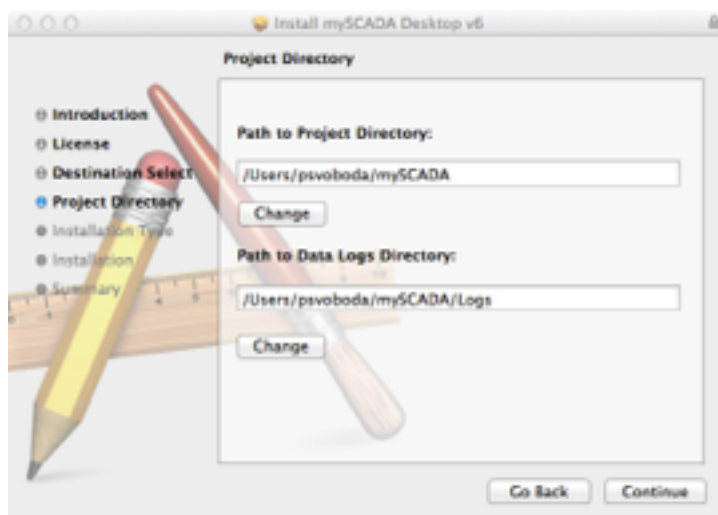 Install mySCADA Desktop v6
Project Directory
Introduction
License
Destination Select
Project Directory
Installation Type
Installation
Summary
Path to Project Directory:
/Users/psvoboda/mySCADA
Change
Path to Data Logs Directory:
/Users/psvoboda/mySCADA/Logs
Change
Go Back
Continue